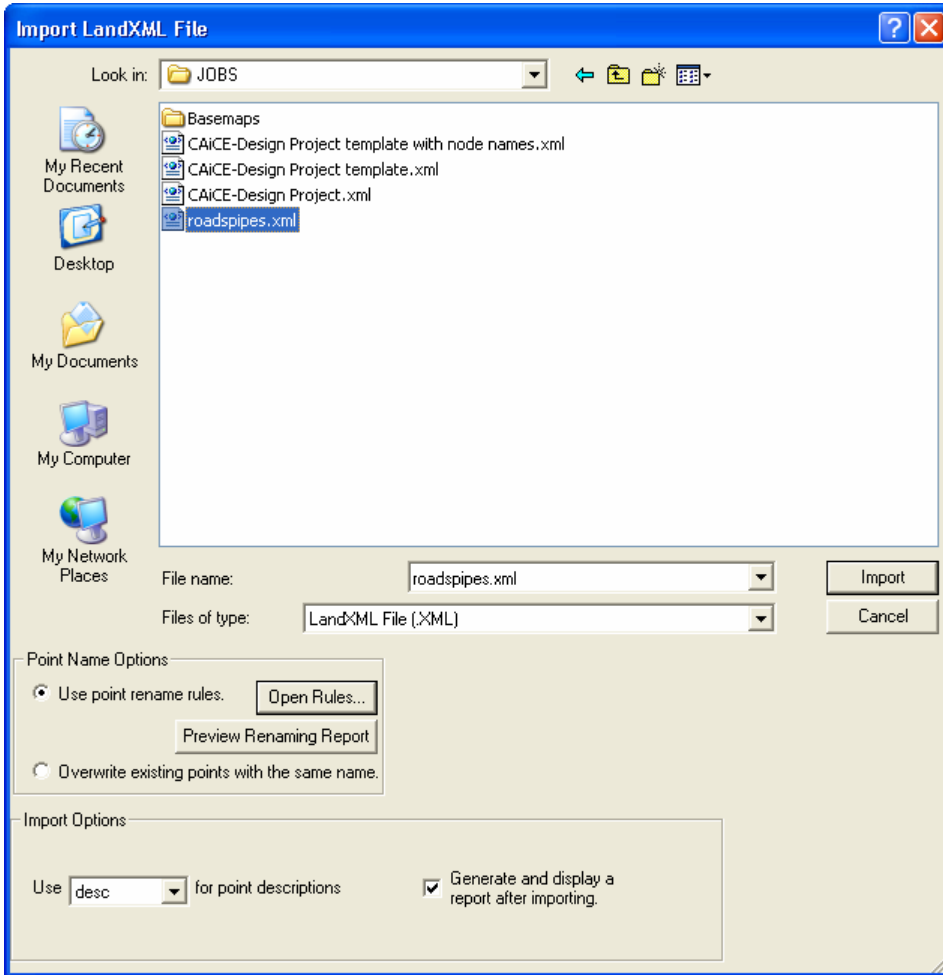 Import LandXML File
Look in: JOBS
Basemaps
CAiCE-Design Project template with node names.xml
CAiCE-Design Project template.xml
CAiCE-Design Project.xml
roadspipes.xml
My Recent
Documents
Desktop
My Documents
My Computer
My Network
Places
File name: roadspipes.xml Import
Files of type: LandXML File (.XML) Cancel
Point Name Options
Use point rename rules. Open Rules...
Preview Renaming Report
Overwrite existing points with the same name.
Import Options
Use desc for point descriptions
Generate and display a
report after importing.